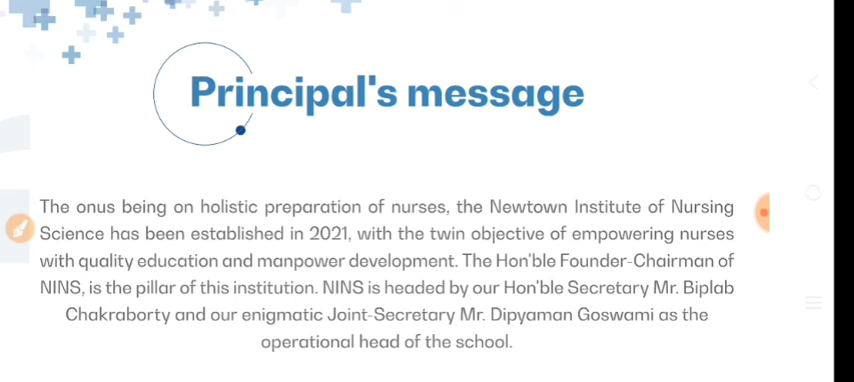 Principal's message
The onus being on holistic preparation of nurses, the Newtown Institute of Nursing
Science has been established in 2021, with the twin objective of empowering nurses
with quality education and manpower development. The Hon'ble Founder-Chairman of
NINS, is the pillar of this institution. NINS is headed by our Hon'ble Secretary Mr. Biplab
Chakraborty and our enigmatic Joint-Secretary Mr. Dipyaman Goswami as the
operational head of the school.